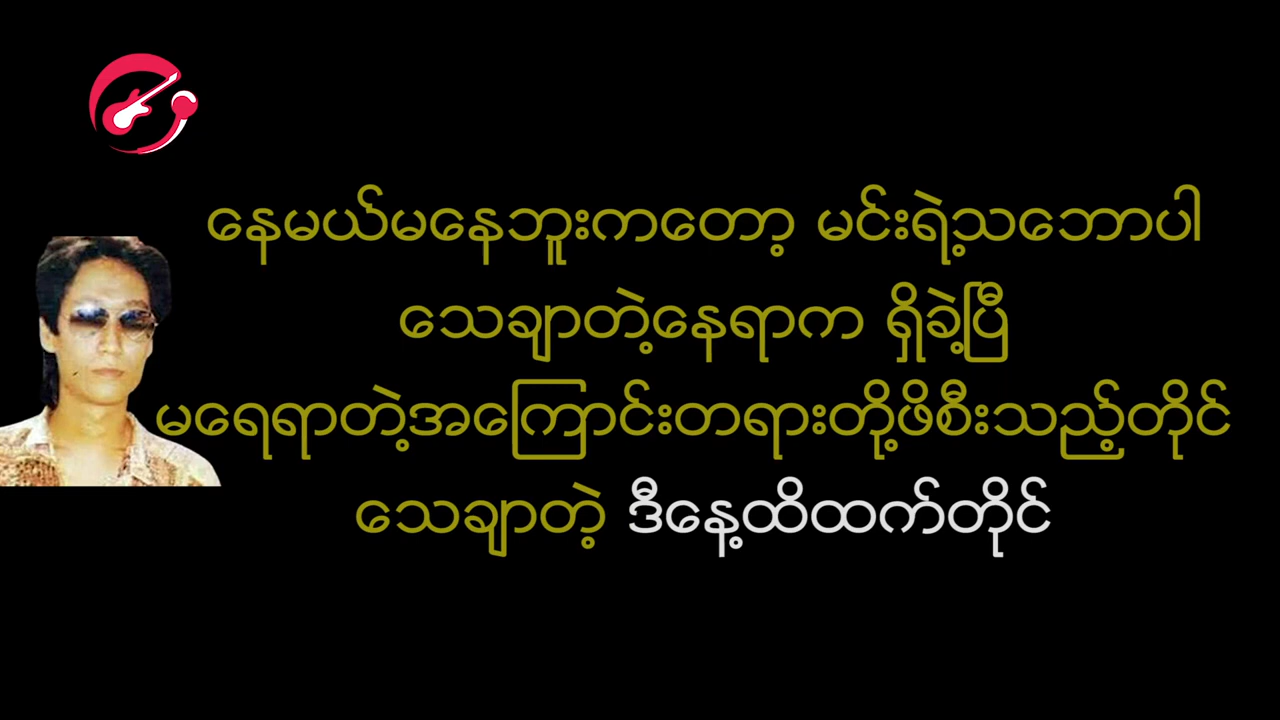 နေမယ်မနေဘူးကတော့ မင်းရဲ့သဘောပါ
သေချာတဲ့နေရာက ရှိခဲ့ပြီ
မရေရာတဲ့အကြောင်းတရားတို့ဖိစီးသည့်တိုင်
သေချာတဲ့ ဒီနေ့ထိထက်တိုင်